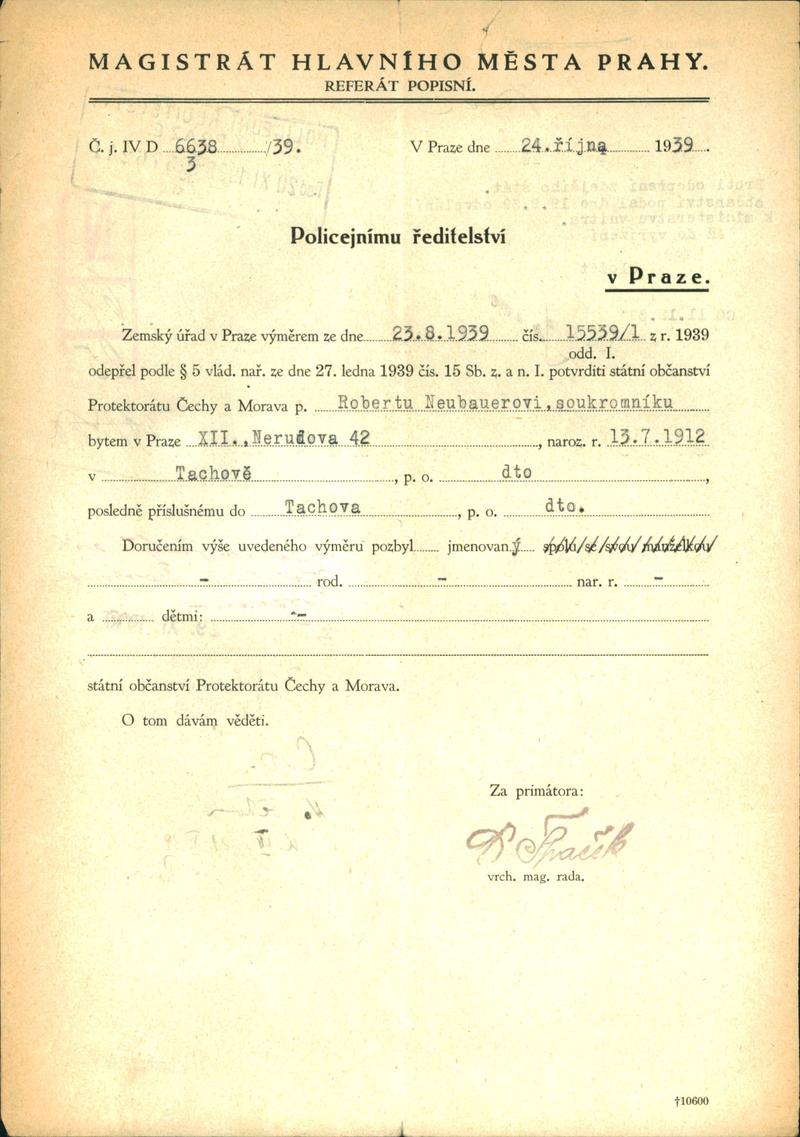 MAGISTRÁT HLAVNÍHO MĚSTA PRAHY.
REFERÁT POPISNÍ.
Č. j. IV D 6638/39. V Praze dne 24. října 1939.
3
Policejnímu ředitelství
v Praze.
Zemský úřad v Praze výměrem ze dne 23.8.1939 čís. 15539/1 z r. 1939
odd. I.
odepřel podle § 5 vlád. nař. ze dne 27. ledna 1939 čís. 15 Sb. z. a n. I. potvrditi státní občanství
Protektorátu Čechy a Morava p. Robertu Neubauerovi, soukromníku
bytem v Praze XII., Nerudova 42, naroz. r. 13.7.1912
v Tachově, p. o. dto,
posledně příslušnému do Tachova, p. o. dto.
Doručením výše uvedeného výměru pozbyl jmenovaný spolu se svou manželkou
- rod. - nar. r. -
a dětmi: -
státní občanství Protektorátu Čechy a Morava.
O tom dávám věděti.
Za primátora:
vrch. mag. rada.
†10600